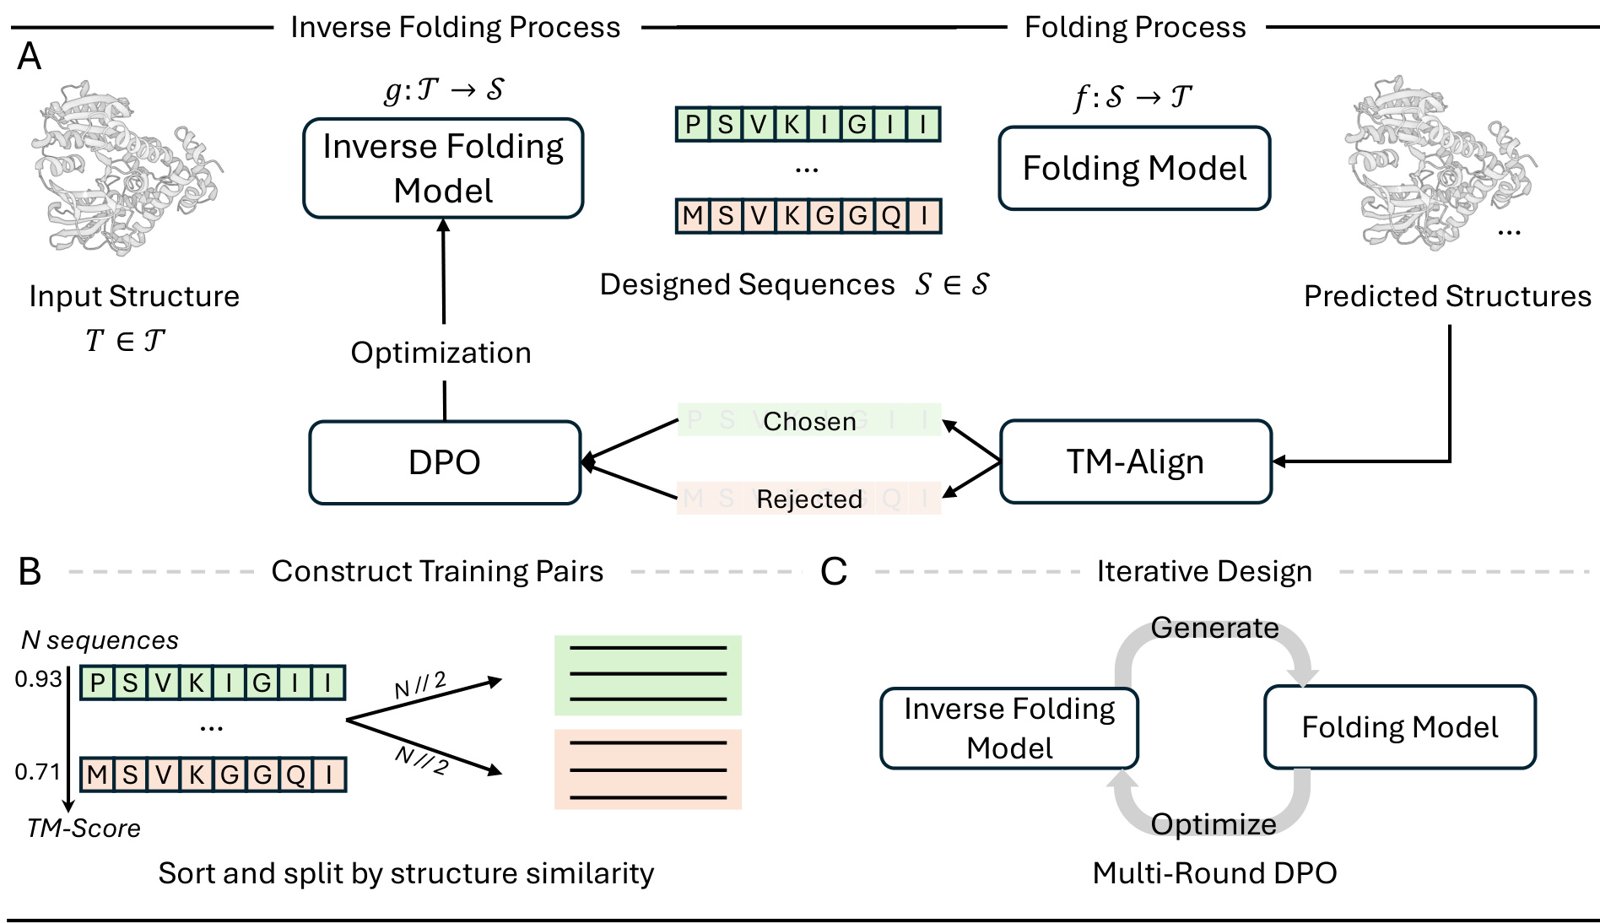 Inverse Folding Process
Folding Process
A
g: 𝒯 → 𝒮
Inverse Folding
Model
P S V K I G I I
...
M S V K G G Q I
f: 𝒮 → 𝒯
Folding Model
...
Input Structure
T ∈ 𝒯
Designed Sequences S ∈ 𝒮
Predicted Structures
Optimization
DPO
P S V G I I
Chosen
M S Q I
Rejected
TM-Align
B
Construct Training Pairs
N sequences
0.93
P S V K I G I I
...
0.71
M S V K G G Q I
TM-Score
N // 2
N // 2
Sort and split by structure similarity
C
Iterative Design
Generate
Inverse Folding
Model
Folding Model
Optimize
Multi-Round DPO